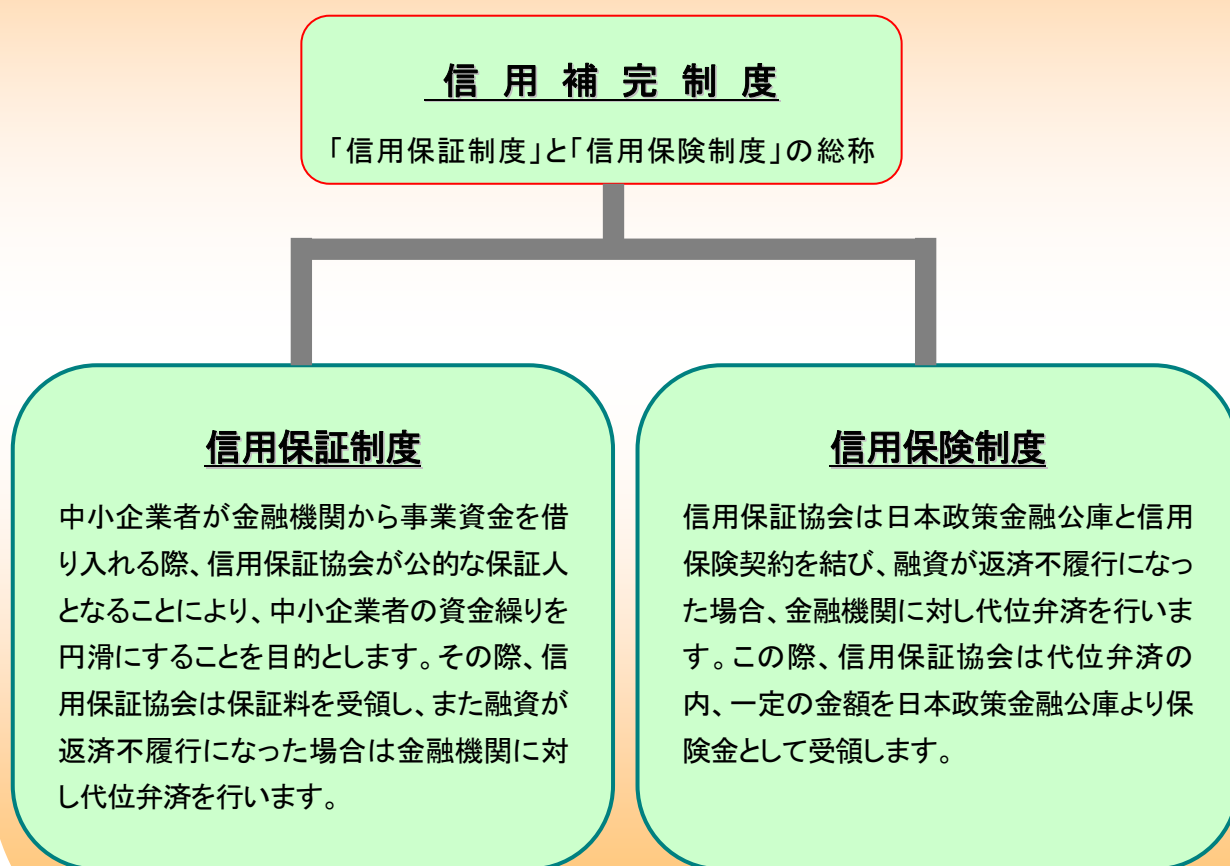 信用補完制度
「信用保証制度」と「信用保険制度」の総称
信用保証制度
中小企業者が金融機関から事業資金を借
り入れる際、信用保証協会が公的な保証人
となることにより、中小企業者の資金繰りを
円滑にすることを目的とします。その際、信
用保証協会は保証料を受領し、また融資が
返済不履行になった場合は金融機関に対
し代位弁済を行います。
信用保険制度
信用保証協会は日本政策金融公庫と信用
保険契約を結び、融資が返済不履行になっ
た場合、金融機関に対し代位弁済を行いま
す。この際、信用保証協会は代位弁済の
内、一定の金額を日本政策金融公庫より保
険金として受領します。